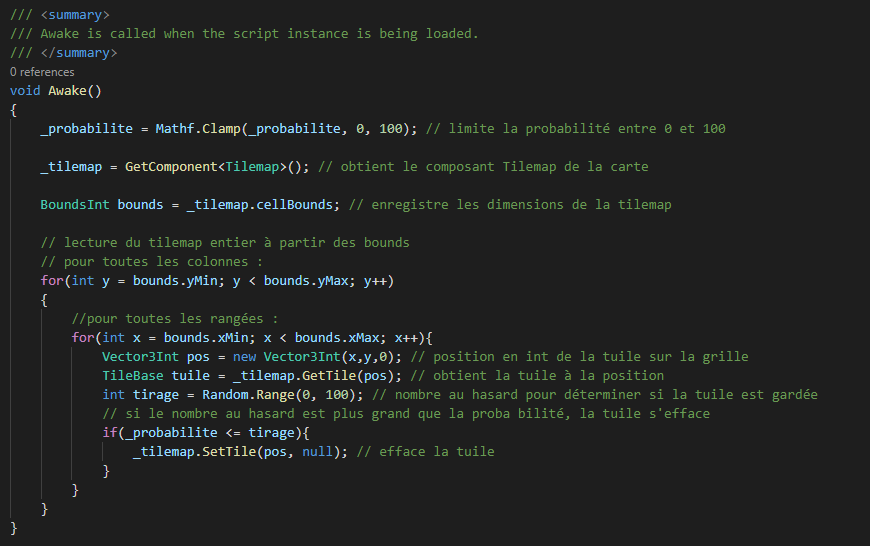 /// <summary>
/// Awake is called when the script instance is being loaded.
/// </summary>
0 references
void Awake()
{
    _probabilite = Mathf.Clamp(_probabilite, 0, 100); // limite la probabilité entre 0 et 100
    _tilemap = GetComponent<Tilemap>(); // obtient le composant Tilemap de la carte
    BoundsInt bounds = _tilemap.cellBounds; // enregistre les dimensions de la tilemap
    // lecture du tilemap entier à partir des bounds
    // pour toutes les colonnes :
    for(int y = bounds.yMin; y < bounds.yMax; y++)
    {
        //pour toutes les rangées :
        for(int x = bounds.xMin; x < bounds.xMax; x++){
            Vector3Int pos = new Vector3Int(x,y,0); // position en int de la tuile sur la grille
            TileBase tuile = _tilemap.GetTile(pos); // obtient la tuile à la position
            int tirage = Random.Range(0, 100); // nombre au hasard pour déterminer si la tuile est gardée
            // si le nombre au hasard est plus grand que la proba bilité, la tuile s'efface
            if(_probabilite <= tirage){
                _tilemap.SetTile(pos, null); // efface la tuile
            }
        }
    }
}